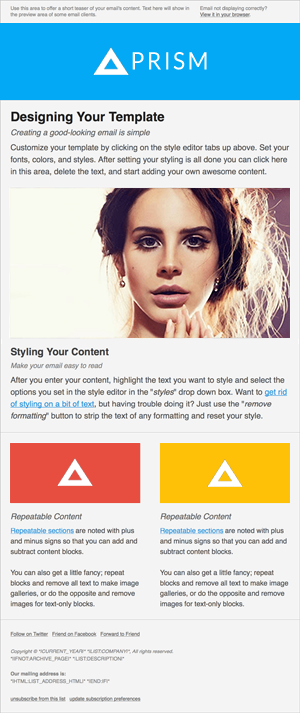 Use this area to offer a short teaser of your email's content. Text here will show in
the preview area of some email clients.
Email not displaying correctly?
View it in your browser.
PRISM
Designing Your Template
Creating a good-looking email is simple
Customize your template by clicking on the style editor tabs up above. Set your
fonts, colors, and styles. After setting your styling is all done you can click here
in this area, delete the text, and start adding your own awesome content.
Styling Your Content
Make your email easy to read
After you enter your content, highlight the text you want to style and select the
options you set in the style editor in the "styles" drop down box. Want to get rid
of styling on a bit of text, but having trouble doing it? Just use the "remove
formatting" button to strip the text of any formatting and reset your style.
Repeatable Content
Repeatable sections are noted with plus
and minus signs so that you can add and
subtract content blocks.
You can also get a little fancy; repeat
blocks and remove all text to make image
galleries, or do the opposite and remove
images for text-only blocks.
Repeatable Content
Repeatable sections are noted with plus
and minus signs so that you can add and
subtract content blocks.
You can also get a little fancy; repeat
blocks and remove all text to make image
galleries, or do the opposite and remove
images for text-only blocks.
Follow on Twitter Friend on Facebook Forward to Friend
Copyright © *|CURRENT_YEAR|* *|LIST:COMPANY|*, All rights reserved.
*|IFNOT:ARCHIVE_PAGE|* *|LIST:DESCRIPTION|*
Our mailing address is:
*|HTML:LIST_ADDRESS_HTML|* *|END:IF|*
unsubscribe from this list update subscription preferences